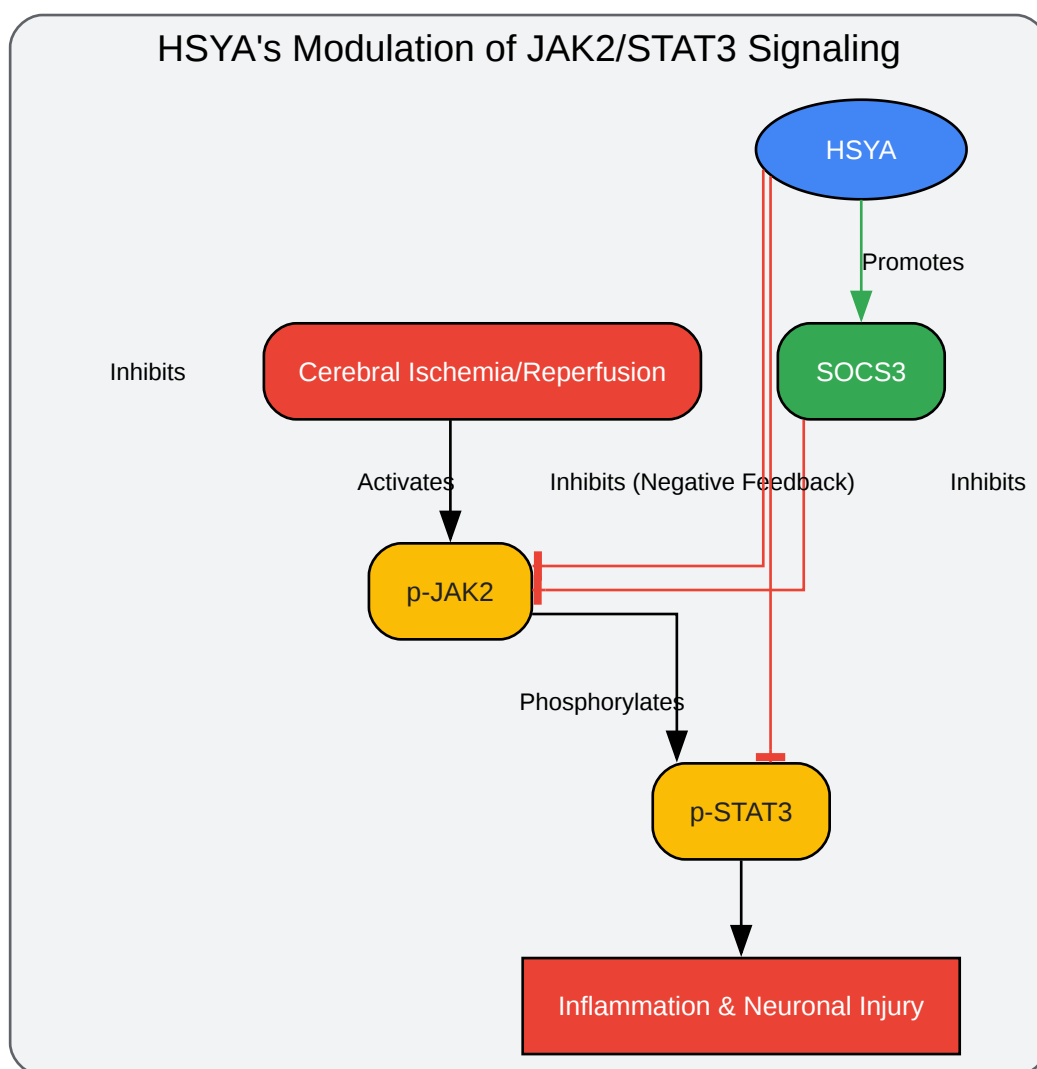 HSYA's Modulation of JAK2/STAT3 Signaling
HSYA
Promotes
Inhibits
Cerebral Ischemia/Reperfusion
SOCS3
Activates
Inhibits (Negative Feedback)
Inhibits
p-JAK2
Phosphorylates
p-STAT3
Inflammation & Neuronal Injury